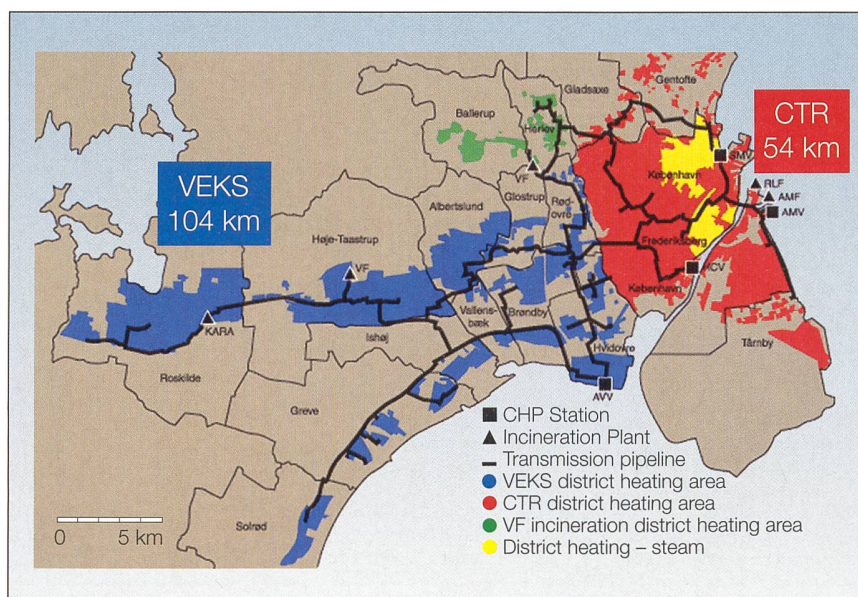 Gentofte
Gladsaxe
Ballerup
Herlev
CTR
54 km
SMV
København
VF
RLF
AMF
AMV
VEKS
104 km
Albertslund
Glostrup
Rød-
ovre
Høje-Taastrup
VF
Frederiksberg
HCV
København
KARA
Vallens-
bæk
Brøndby
Ishøj
Hvidovre
Tårnby
Roskilde
AVV
Greve
CHP Station
Incineration Plant
Transmission pipeline
VEKS district heating area
CTR district heating area
VF incineration district heating area
District heating – steam
Solrød
0 5 km